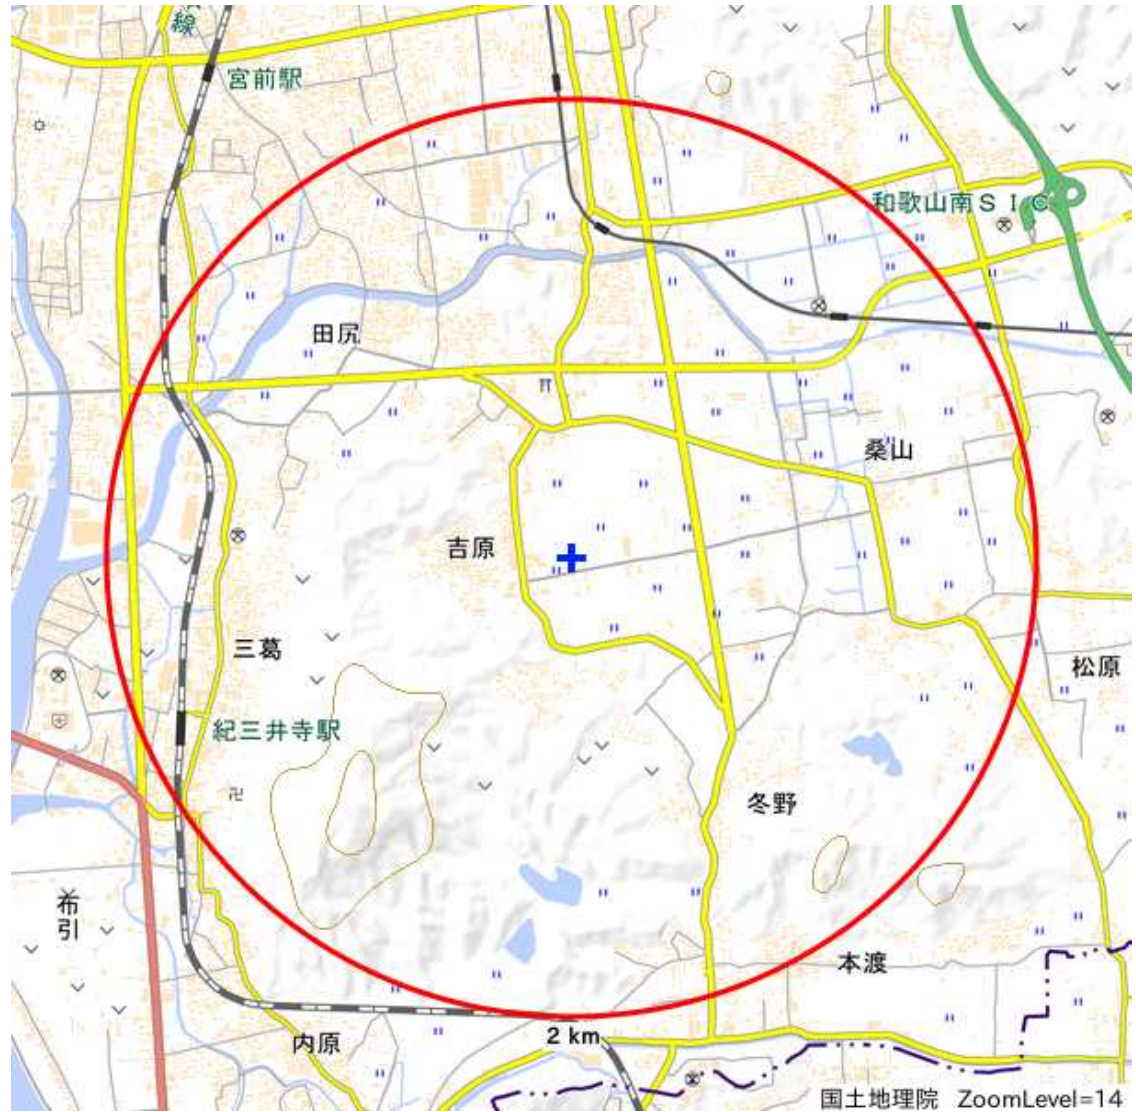 線
宮前駅
和歌山南ＳＩＣ
田尻
桑山
吉原
三葛
松原
紀三井寺駅
冬野
布引
本渡
内原
2 km
国土地理院 ZoomLevel=14